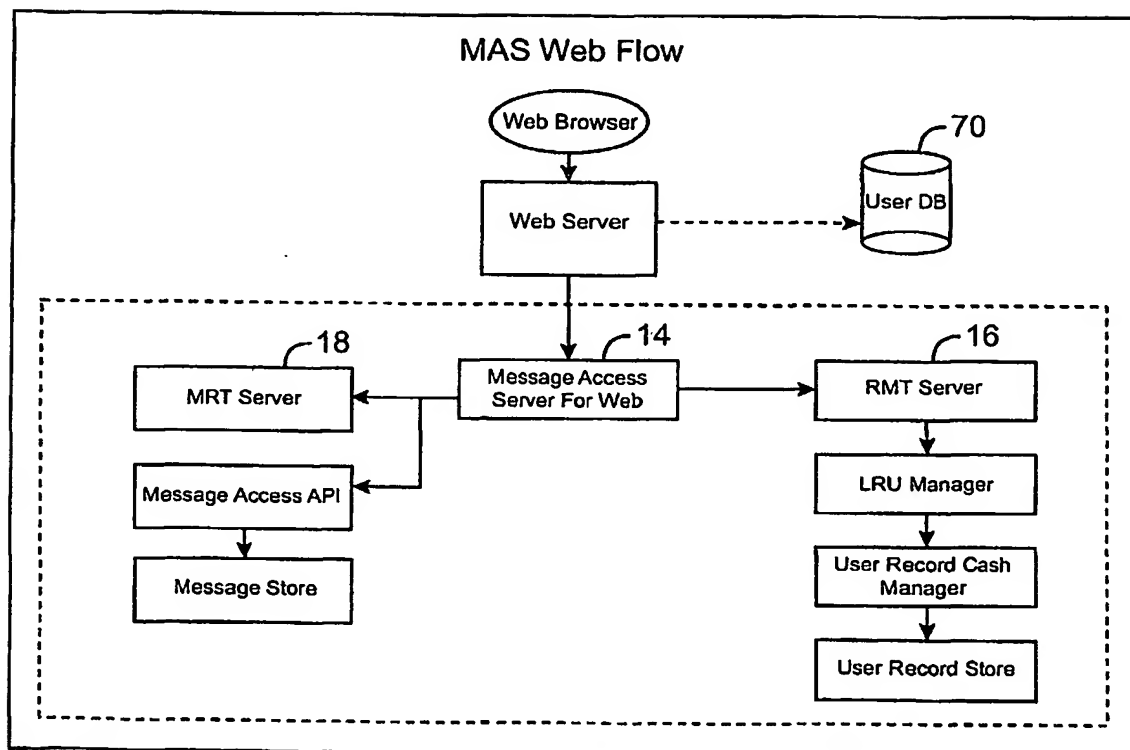 MAS Web Flow
Web Browser
70
User DB
Web Server
18
14
16
MRT Server
Message Access
Server For Web
RMT Server
Message Access API
LRU Manager
Message Store
User Record Cash
Manager
User Record Store